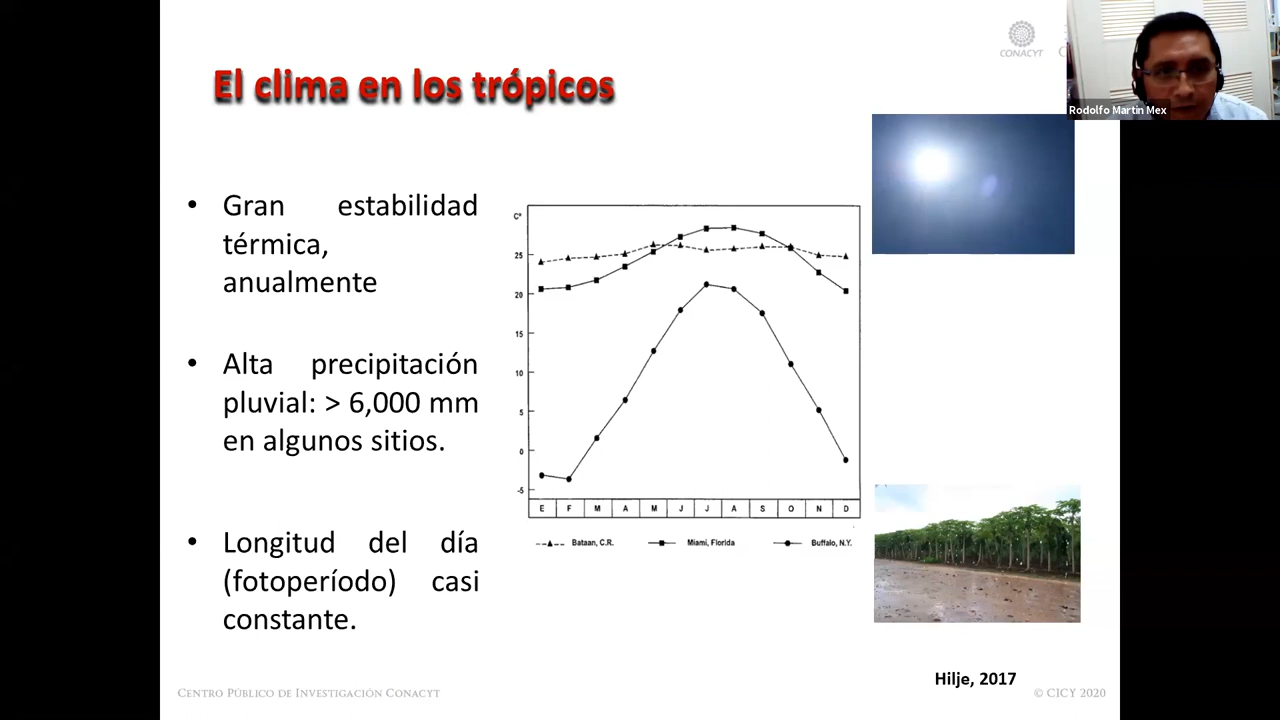 CONACYT
C
Rodolfo Martin Mex
El clima en los trópicos
• Gran estabilidad
térmica,
anualmente
• Alta precipitación
pluvial: > 6,000 mm
en algunos sitios.
• Longitud del día
(fotoperíodo) casi
constante.
Cº
25
20
15
10
5
0
-5
E F M A M J J A S O N D
Bataan, C.R. Miami, Florida Buffalo, N.Y.
Hilje, 2017
CENTRO PÚBLICO DE INVESTIGACIÓN CONACYT
© CICY 2020